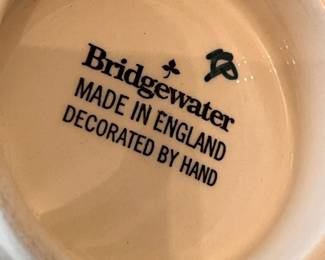 Bridgewater
MADE IN ENGLAND
DECORATED BY HAND